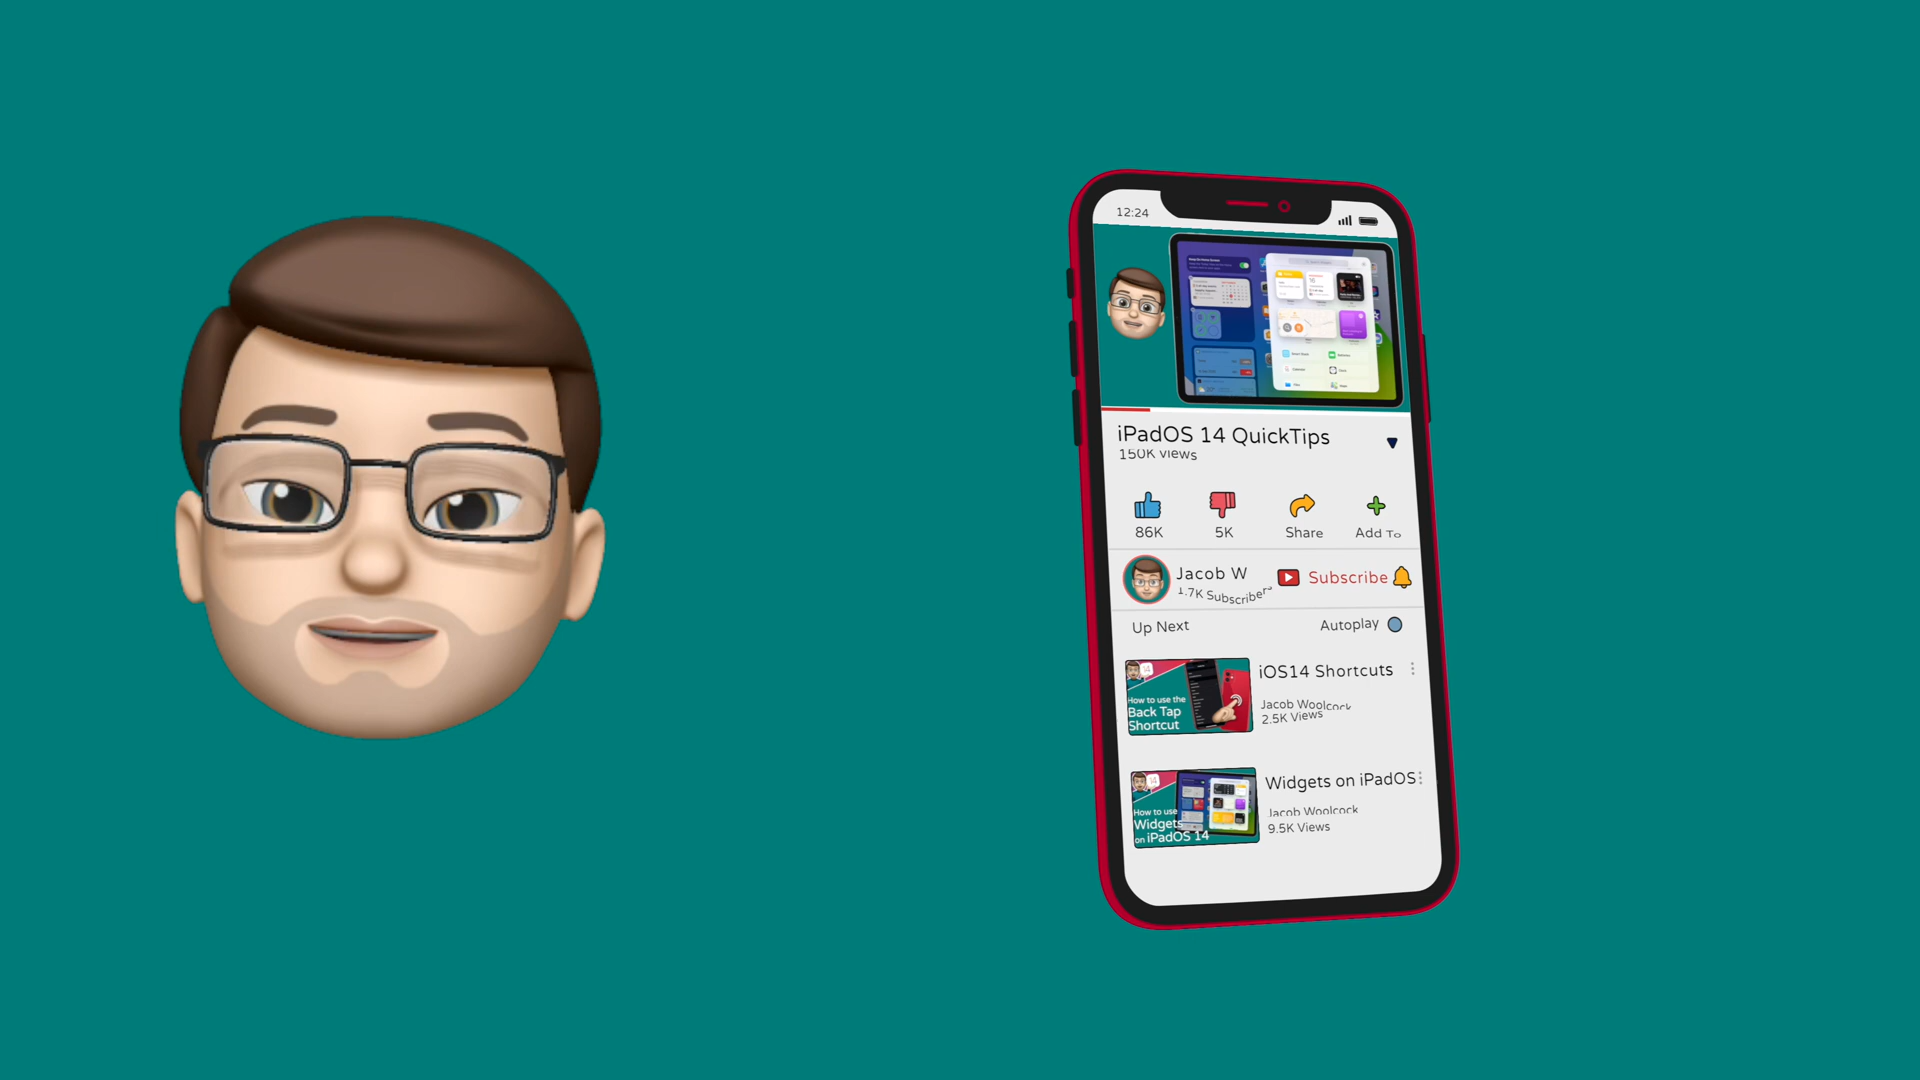 12:24
iPadOS 14 QuickTips
150K views
86K
5K
Share
Add To
Jacob W
1.7K Subscribers
Subscribe
Up Next
Autoplay
How to use the
Back Tap
Shortcut
iOS14 Shortcuts
Jacob Woolcock
2.5K Views
How to use
Widgets
on iPadOS 14
Widgets on iPadOS
Jacob Woolcock
9.5K Views